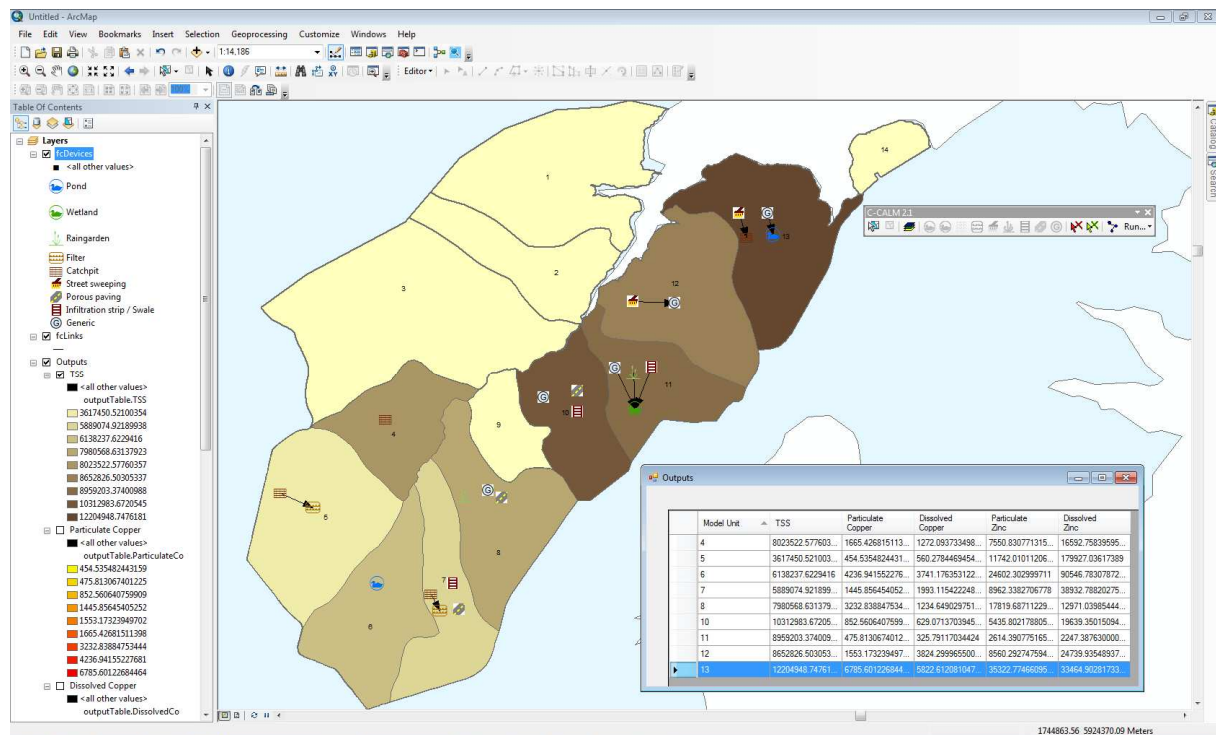 Untitled - ArcMap
File Edit View Bookmarks Insert Selection Geoprocessing Customize Windows Help
1:14,186
Editor
100%
Table Of Contents
Layers
fcDevices
<all other values>
Pond
Wetland
Raingarden
Filter
Catchpit
Street sweeping
Porous paving
Infiltration strip / Swale
Generic
fcLinks
Outputs
TSS
<all other values>
outputTable.TSS
3617450.52100354
5889074.92189938
6138237.6229416
7980568.63137923
8023522.57760357
8652826.50305337
8959203.37400988
10312983.6720545
12204948.7476181
Particulate Copper
<all other values>
outputTable.ParticulateCo
454.535482443159
475.813067401225
852.560640759909
1445.85645405252
1553.17323949702
1665.42681511398
3232.83884753444
4236.94155227681
6785.60122684464
Dissolved Copper
<all other values>
outputTable.DissolvedCo
1
14
13
2
12
3
11
10
9
4
5
8
7
6
C-CALM 2.1
Run...
Catalog
Search
Outputs
Model Unit TSS Particulate Copper Dissolved Copper Particulate Zinc Dissolved Zinc
4 8023522.577603... 1665.426815113... 1272.093733498... 7550.830771315... 16592.75839595...
5 3617450.521003... 454.5354824431... 560.2784469454... 11742.01011206... 179927.03617389
6 6138237.6229416 4236.941552276... 3741.176353122... 24602.302999711 90546.78307872...
7 5889074.921899... 1445.856454052... 1993.115422248... 8962.3382706778 38932.78820275...
8 7980568.631379... 3232.838847534... 1234.649029751... 17819.68711229... 12971.03985444...
10 10312983.67205... 852.5606407599... 629.0713703945... 5435.802178805... 19639.35015094...
11 8959203.374009... 475.8130674012... 325.79117034424 2614.390775165... 2247.387630000...
12 8652826.503053... 1553.173239497... 3824.299965500... 8560.292747594... 24739.93548937...
13 12204948.74761... 6785.601226844... 5822.612081047... 35322.77466095... 33464.90281733...
1744863.56 5924370.09 Meters